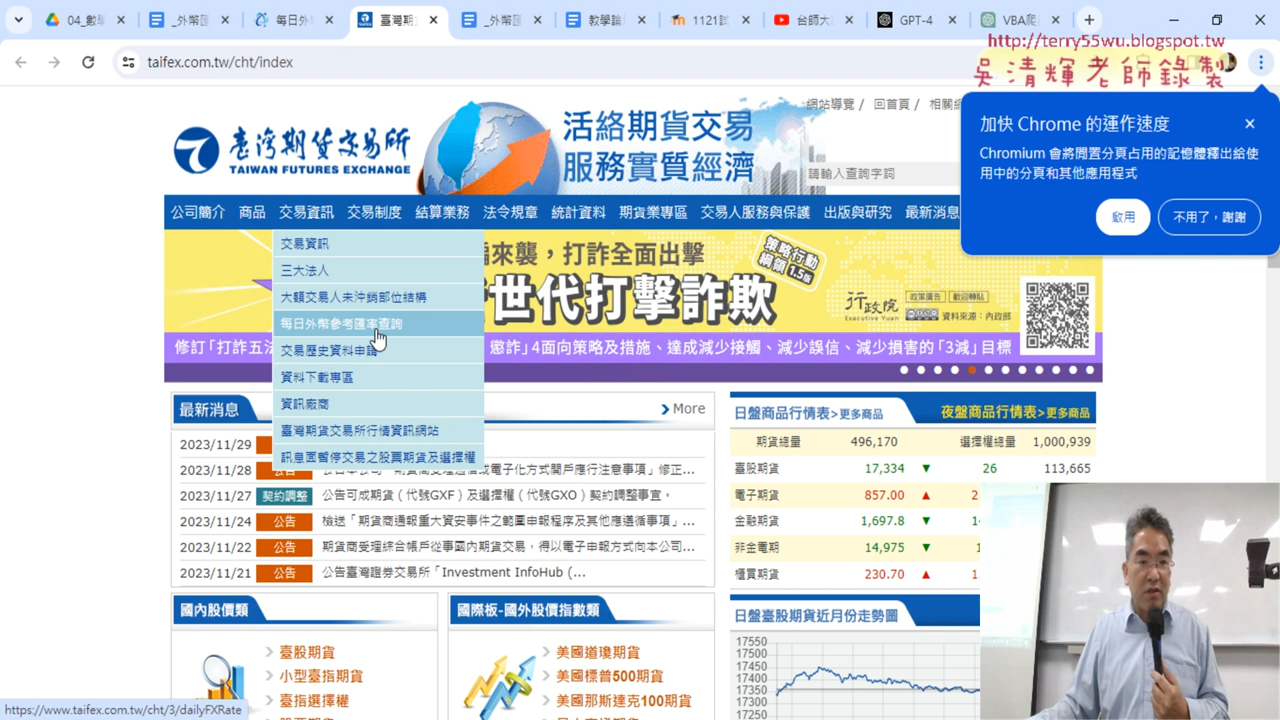 04_數
_外幣匯
每日外
臺灣期
_外幣匯
教學論
1121試
台師大
GPT-4
VBA爬
http://terry55wu.blogspot.tw
吳清輝老師錄製
taifex.com.tw/cht/index
網站導覽 / 回首頁 / 相關
臺灣期貨交易所
TAIWAN FUTURES EXCHANGE
活絡期貨交易
服務實質經濟
請輸入查詢字詞
加快 Chrome 的運作速度
Chromium 會將閒置分頁占用的記憶體釋出給使
用中的分頁和其他應用程式
啟用
不用了，謝謝
公司簡介 商品 交易資訊 交易制度 結算業務 法令規章 統計資料 期貨業專區 交易人服務與保護 出版與研究 最新消息
交易資訊
三大法人
大額交易人未沖銷部位結構
每日外幣參考匯率查詢
交易歷史資料申請
資料下載專區
資訊廠商
臺灣期貨交易所行情資訊網站
訊息面暫停交易之股票期貨及選擇權
來襲，打詐全面出擊
世代打擊詐欺
策略行動
綱領1.5版
行政院
Executive Yuan
政策廣告
歡迎轉貼
資料來源：內政部
修訂「打詐五法
懲詐」4面向策略及措施、達成減少接觸、減少誤信、減少損害的「3減」目標
最新消息
More
2023/11/29
2023/11/28 公告
2023/11/27 契約調整 公告可成期貨（代號GXF）及選擇權（代號GXO）契約調整事宜。
2023/11/24 公告 檢送「期貨商通報重大資安事件之範圍申報程序及其他應遵循事項」...
2023/11/22 公告 期貨商受理綜合帳戶從事國內期貨交易，得以電子申報方式向本公司...
2023/11/21 公告 公告臺灣證券交易所「Investment InfoHub (...
日盤商品行情表>更多商品
夜盤商品行情表>更多商品
期貨總量 496,170 選擇權總量 1,000,939
臺股期貨 17,334 ▼ 26 113,665
電子期貨 857.00 ▲ 2
金融期貨 1,697.8 ▼ 1
非金電期 14,975 ▼ 1
櫃買期貨 230.70 ▲ 1
國內股價類
臺股期貨
小型臺指期貨
臺指選擇權
國際板-國外股價指數類
美國道瓊期貨
美國標普500期貨
美國那斯達克100期貨
日盤臺股期貨近月份走勢圖
17550
17500
17450
17400
17350
17300
17250
https://www.taifex.com.tw/cht/3/dailyFXRate